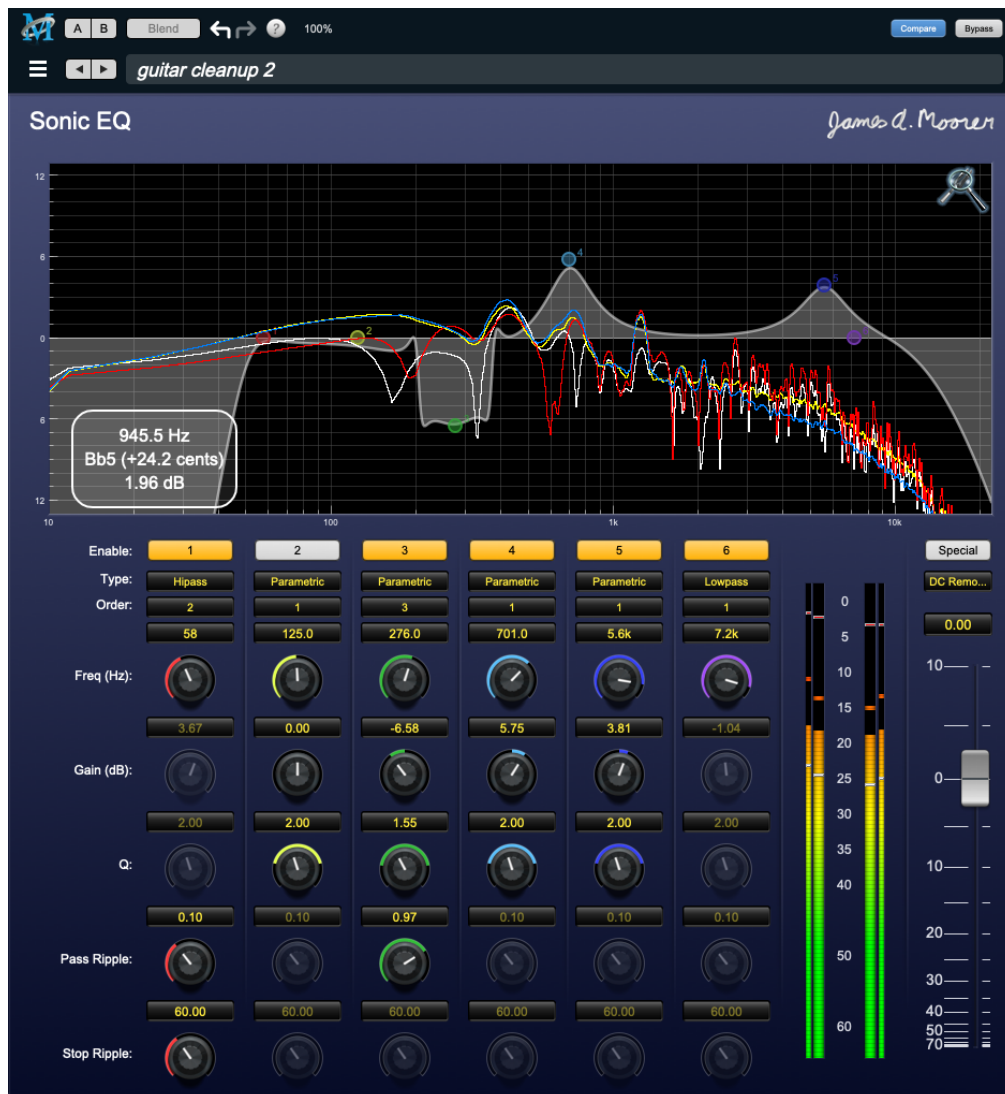 A B Blend ? 100% Compare Bypass
guitar cleanup 2
Sonic EQ James A. Moorer
12
6
0
6
12
2
4
5
945.5 Hz
Bb5 (+24.2 cents)
1.96 dB
10 100 1k 10k
Enable: 1 2 3 4 5 6 Special
Type: Hipass Parametric Parametric Parametric Parametric Lowpass DC Remo...
Order: 2 1 3 1 1 1
58 125.0 276.0 701.0 5.6k 7.2k 0.00
Freq (Hz):
3.67 0.00 -6.58 5.75 3.81 -1.04
Gain (dB):
2.00 2.00 1.55 2.00 2.00 2.00
Q:
0.10 0.10 0.97 0.10 0.10 0.10
Pass Ripple:
60.00 60.00 60.00 60.00 60.00 60.00
Stop Ripple:
0
5
10
15
20
25
30
35
40
50
60
10
0
10
20
30
40
50
70